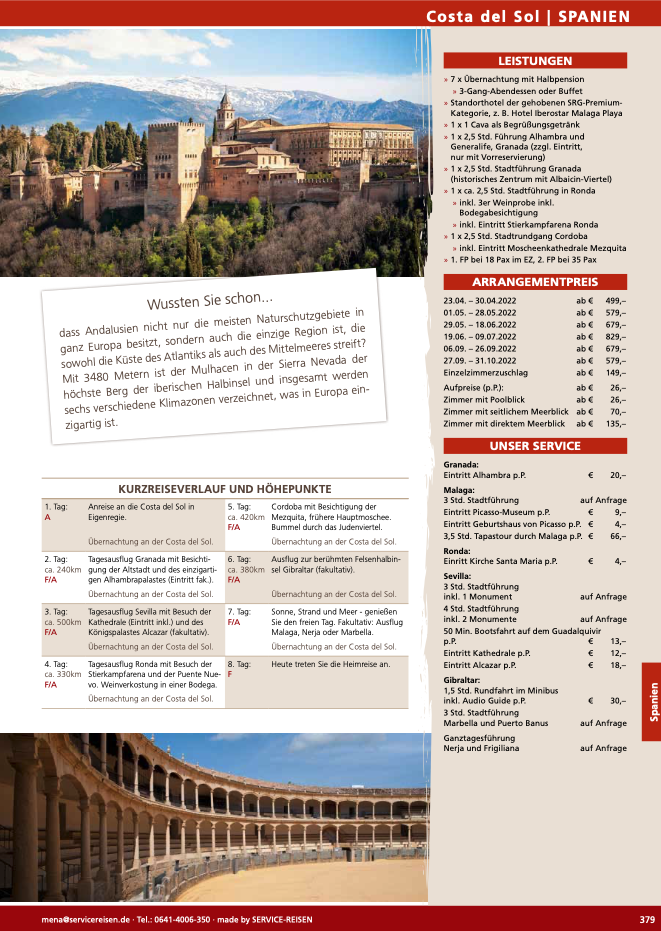 Costa del Sol | SPANIEN
Wussten Sie schon...
dass Andalusien nicht nur die meisten Naturschutzgebiete in
ganz Europa besitzt, sondern auch die einzige Region ist, die
sowohl die Küste des Atlantiks als auch des Mittelmeeres streift?
Mit 3480 Metern ist der Mulhacen in der Sierra Nevada der
höchste Berg der iberischen Halbinsel und insgesamt werden
sechs verschiedene Klimazonen verzeichnet, was in Europa ein-
zigartig ist.
KURZREISEVERLAUF UND HÖHEPUNKTE
1. Tag:
A
Anreise an die Costa del Sol in
Eigenregie.
Übernachtung an der Costa del Sol.
2. Tag:
ca. 240km
F/A
Tagesausflug Granada mit Besichti-
gung der Altstadt und des einzigarti-
gen Alhambrapalastes (Eintritt fak.).
Übernachtung an der Costa del Sol.
3. Tag:
ca. 500km
F/A
Tagesausflug Sevilla mit Besuch der
Kathedrale (Eintritt inkl.) und des
Königspalastes Alcazar (fakultativ).
Übernachtung an der Costa del Sol.
4. Tag:
ca. 330km
F/A
Tagesausflug Ronda mit Besuch der
Stierkampfarena und der Puente Nue-
vo. Weinverkostung in einer Bodega.
Übernachtung an der Costa del Sol.
5. Tag:
ca. 420km
F/A
Cordoba mit Besichtigung der
Mezquita, frühere Hauptmoschee.
Bummel durch das Judenviertel.
Übernachtung an der Costa del Sol.
6. Tag:
ca. 380km
F/A
Ausflug zur berühmten Felsenhalbin-
sel Gibraltar (fakultativ).
Übernachtung an der Costa del Sol.
7. Tag:
F/A
Sonne, Strand und Meer - genießen
Sie den freien Tag. Fakultativ: Ausflug
Malaga, Nerja oder Marbella.
Übernachtung an der Costa del Sol.
8. Tag:
F
Heute treten Sie die Heimreise an.
LEISTUNGEN
» 7 x Übernachtung mit Halbpension
» 3-Gang-Abendessen oder Buffet
» Standorthotel der gehobenen SRG-Premium-
Kategorie, z. B. Hotel Iberostar Malaga Playa
» 1 x 1 Cava als Begrüßungsgetränk
» 1 x 2,5 Std. Führung Alhambra und
Generalife, Granada (zzgl. Eintritt,
nur mit Vorreservierung)
» 1 x 2,5 Std. Stadtführung Granada
(historisches Zentrum mit Albaicin-Viertel)
» 1 x ca. 2,5 Std. Stadtführung in Ronda
» inkl. 3er Weinprobe inkl.
Bodegabesichtigung
» inkl. Eintritt Stierkampfarena Ronda
» 1 x 2,5 Std. Stadtrundgang Cordoba
» inkl. Eintritt Moscheenkathedrale Mezquita
» 1. FP bei 18 Pax im EZ, 2. FP bei 35 Pax
ARRANGEMENTPREIS
23.04. – 30.04.2022 ab € 499,–
01.05. – 28.05.2022 ab € 579,–
29.05. – 18.06.2022 ab € 679,–
19.06. – 09.07.2022 ab € 829,–
06.09. – 26.09.2022 ab € 679,–
27.09. – 31.10.2022 ab € 579,–
Einzelzimmerzuschlag ab € 149,–
Aufpreise (p.P.): ab € 26,–
Zimmer mit Poolblick ab € 26,–
Zimmer mit seitlichem Meerblick ab € 70,–
Zimmer mit direktem Meerblick ab € 135,–
UNSER SERVICE
Granada:
Eintritt Alhambra p.P. € 20,–
Malaga:
3 Std. Stadtführung auf Anfrage
Eintritt Picasso-Museum p.P. € 9,–
Eintritt Geburtshaus von Picasso p.P. € 4,–
3,5 Std. Tapastour durch Malaga p.P. € 66,–
Ronda:
Einritt Kirche Santa Maria p.P. € 4,–
Sevilla:
3 Std. Stadtführung
inkl. 1 Monument auf Anfrage
4 Std. Stadtführung
inkl. 2 Monumente auf Anfrage
50 Min. Bootsfahrt auf dem Guadalquivir
p.P. € 13,–
Eintritt Kathedrale p.P. € 12,–
Eintritt Alcazar p.P. € 18,–
Gibraltar:
1,5 Std. Rundfahrt im Minibus
inkl. Audio Guide p.P. € 30,–
3 Std. Stadtführung
Marbella und Puerto Banus auf Anfrage
Ganztagesführung
Nerja und Frigiliana auf Anfrage
Spanien
mena@servicereisen.de · Tel.: 0641-4006-350 · made by SERVICE-REISEN
379